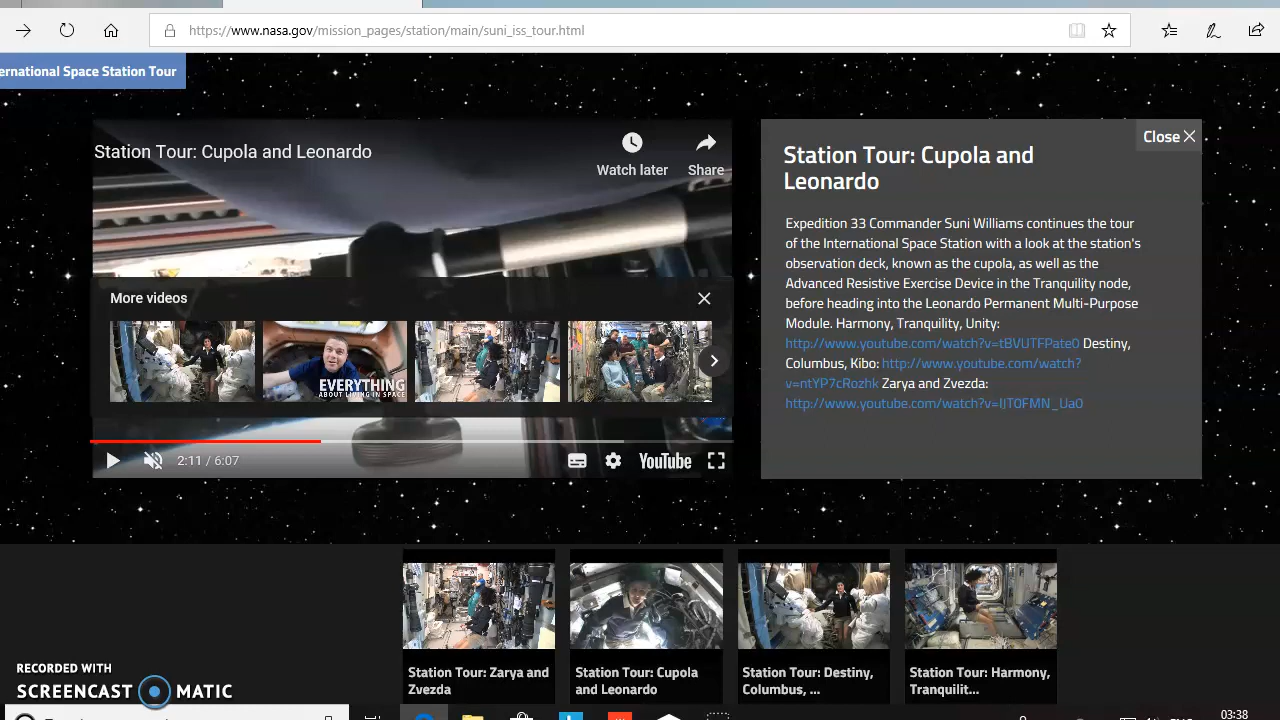 https://www.nasa.gov/mission_pages/station/main/suni_iss_tour.html
ernational Space Station Tour
Station Tour: Cupola and Leonardo
Watch later
Share
More videos
EVERYTHING
ABOUT LIVING IN SPACE
2:11 / 6:07
YouTube
Close
Station Tour: Cupola and
Leonardo
Expedition 33 Commander Suni Williams continues the tour
of the International Space Station with a look at the station's
observation deck, known as the cupola, as well as the
Advanced Resistive Exercise Device in the Tranquility node,
before heading into the Leonardo Permanent Multi-Purpose
Module. Harmony, Tranquility, Unity:
http://www.youtube.com/watch?v=tBVUTFPate0 Destiny,
Columbus, Kibo: http://www.youtube.com/watch?
v=ntYP7cRozhk Zarya and Zvezda:
http://www.youtube.com/watch?v=IJT0FMN_Ua0
Station Tour: Zarya and
Zvezda
Station Tour: Cupola
and Leonardo
Station Tour: Destiny,
Columbus, ...
Station Tour: Harmony,
Tranquilit...
RECORDED WITH
SCREENCAST MATIC
03:38